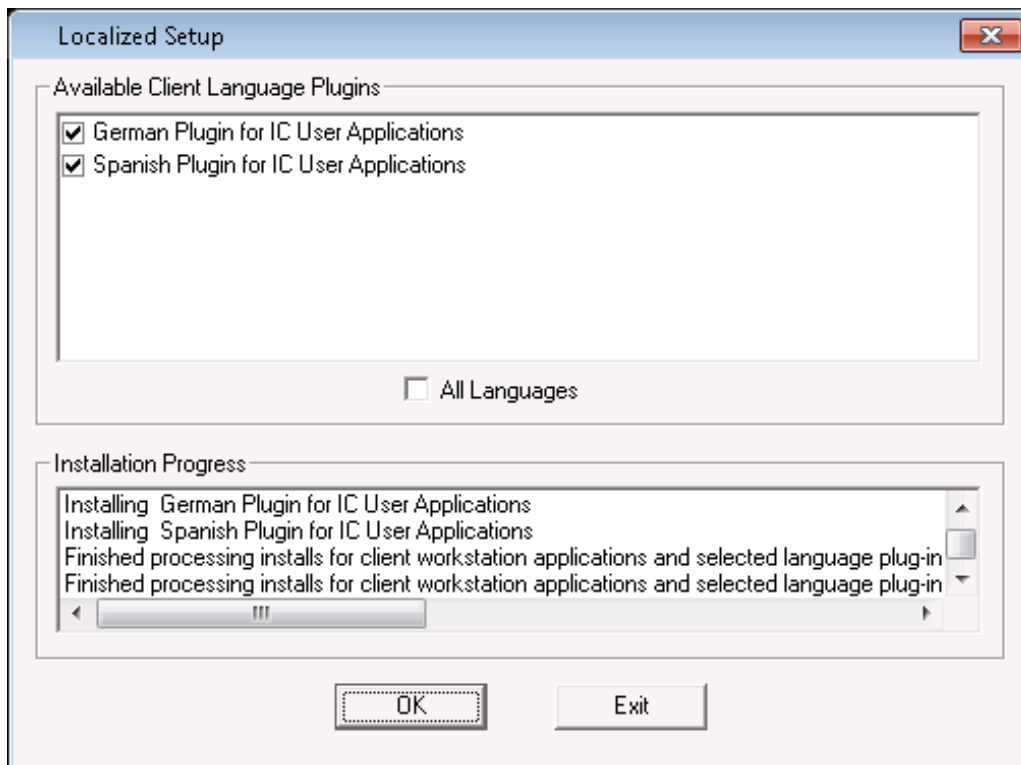 Localized Setup
Available Client Language Plugins
German Plugin for IC User Applications
Spanish Plugin for IC User Applications
All Languages
Installation Progress
Installing  German Plugin for IC User Applications
Installing  Spanish Plugin for IC User Applications
Finished processing installs for client workstation applications and selected language plug-in
Finished processing installs for client workstation applications and selected language plug-in
OK
Exit